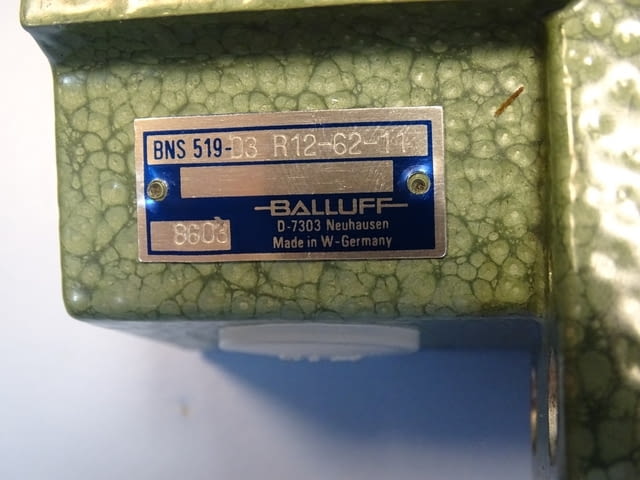 BNS 519-D3 R12-62-11
BALLUFF
8603 D-7303 Neuhausen
Made in W-Germany